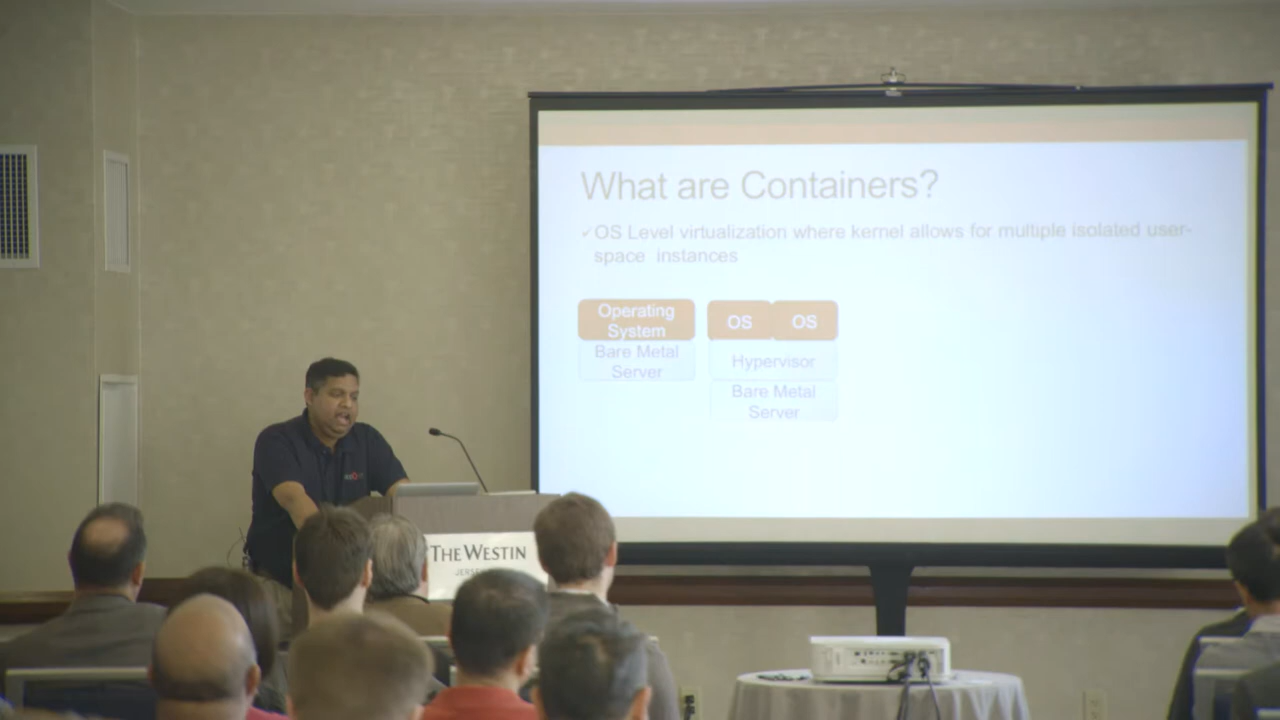 What are Containers?
✓OS Level virtualization where kernel allows for multiple isolated user-
space instances
Operating
System
Bare Metal
Server
OS OS
Hypervisor
Bare Metal
Server
THE WESTIN